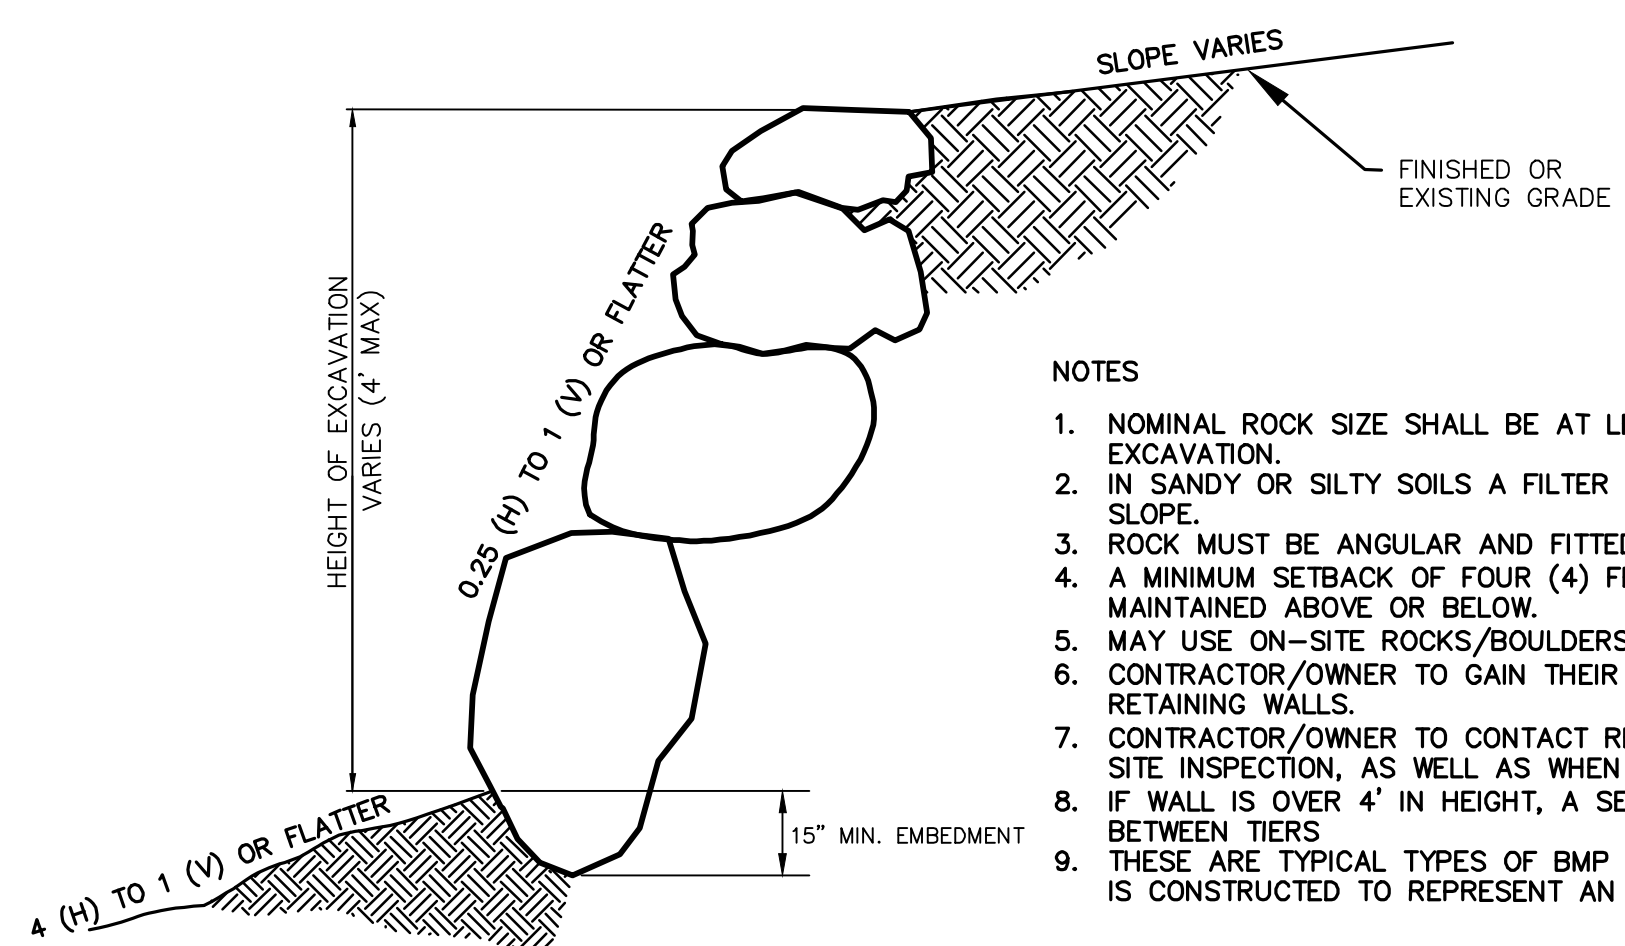 SLOPE VARIES
FINISHED OR
EXISTING GRADE
HEIGHT OF EXCAVATION
VARIES (4' MAX)
0.25 (H) TO 1 (V) OR FLATTER
4 (H) TO 1 (V) OR FLATTER
15" MIN. EMBEDMENT
NOTES
1. NOMINAL ROCK SIZE SHALL BE AT
EXCAVATION.
2. IN SANDY OR SILTY SOILS A FILTER
SLOPE.
3. ROCK MUST BE ANGULAR AND FITTED
4. A MINIMUM SETBACK OF FOUR (4)
MAINTAINED ABOVE OR BELOW.
5. MAY USE ON-SITE ROCKS/BOULDERS
6. CONTRACTOR/OWNER TO GAIN THEIR
RETAINING WALLS.
7. CONTRACTOR/OWNER TO CONTACT
SITE INSPECTION, AS WELL AS WHEN
8. IF WALL IS OVER 4' IN HEIGHT, A
BETWEEN TIERS
9. THESE ARE TYPICAL TYPES OF BMP
IS CONSTRUCTED TO REPRESENT AN